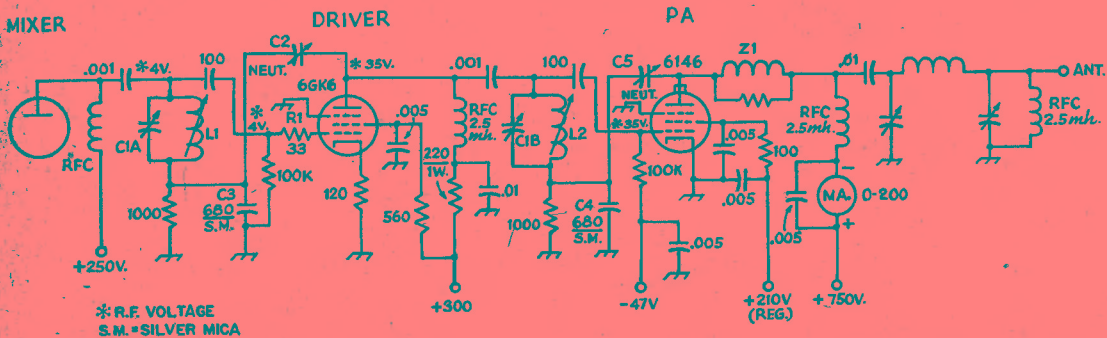 MIXER
DRIVER
PA
.001
*4V.
100
C2
NEUT.
*35V.
6GK6
R1
33
*
4V.
C1A
L1
RFC
1000
+250V.
C3
680
S.M.
100K
120
.005
560
220
1W.
RFC
2.5
mh.
.001
.01
+300
C1B
L2
100
1000
C4
680
S.M.
C5
NEUT.
6146
*35V.
100K
.005
-47V
Z1
.005
100
.005
+210V
(REG.)
.01
RFC
2.5mh.
-
MA.
0-200
+
.005
+750V.
ANT.
RFC
2.5mh.
* R.F. VOLTAGE
S.M.=SILVER MICA